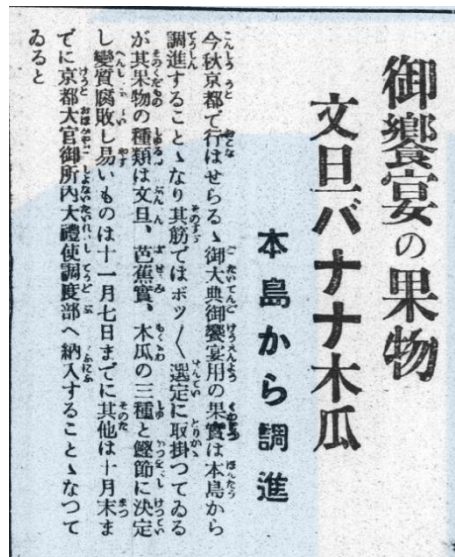 御饗宴の果物
文旦バナナ木瓜
本島から調進
今秋京都で行はせらるゝ御大典御饗宴用の果實は本島から
調進することゝなり其筋ではボツ〱選定に取掛つてゐる
が其果物の種類は文旦、芭蕉實、木瓜の三種と鰹節に決定
し變質腐敗し易いものは十一月七日までに其他は十月末ま
でに京都大宮御所內大禮使調度部へ納入することゝなつて
ゐると